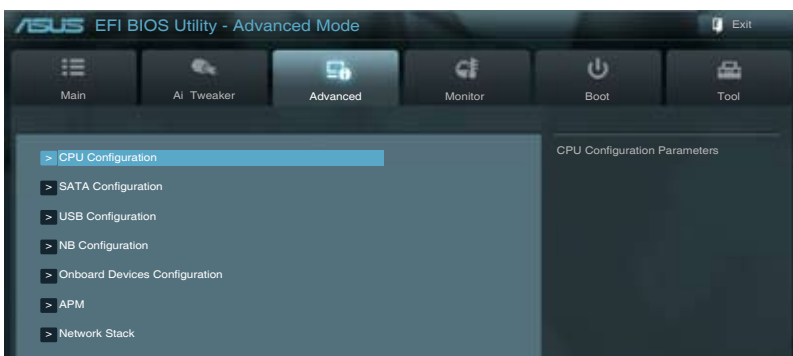 ASUS EFI BIOS Utility - Advanced Mode
Exit
Main
Ai Tweaker
Advanced
Monitor
Boot
Tool
> CPU Configuration
> SATA Configuration
> USB Configuration
> NB Configuration
> Onboard Devices Configuration
> APM
> Network Stack
CPU Configuration Parameters